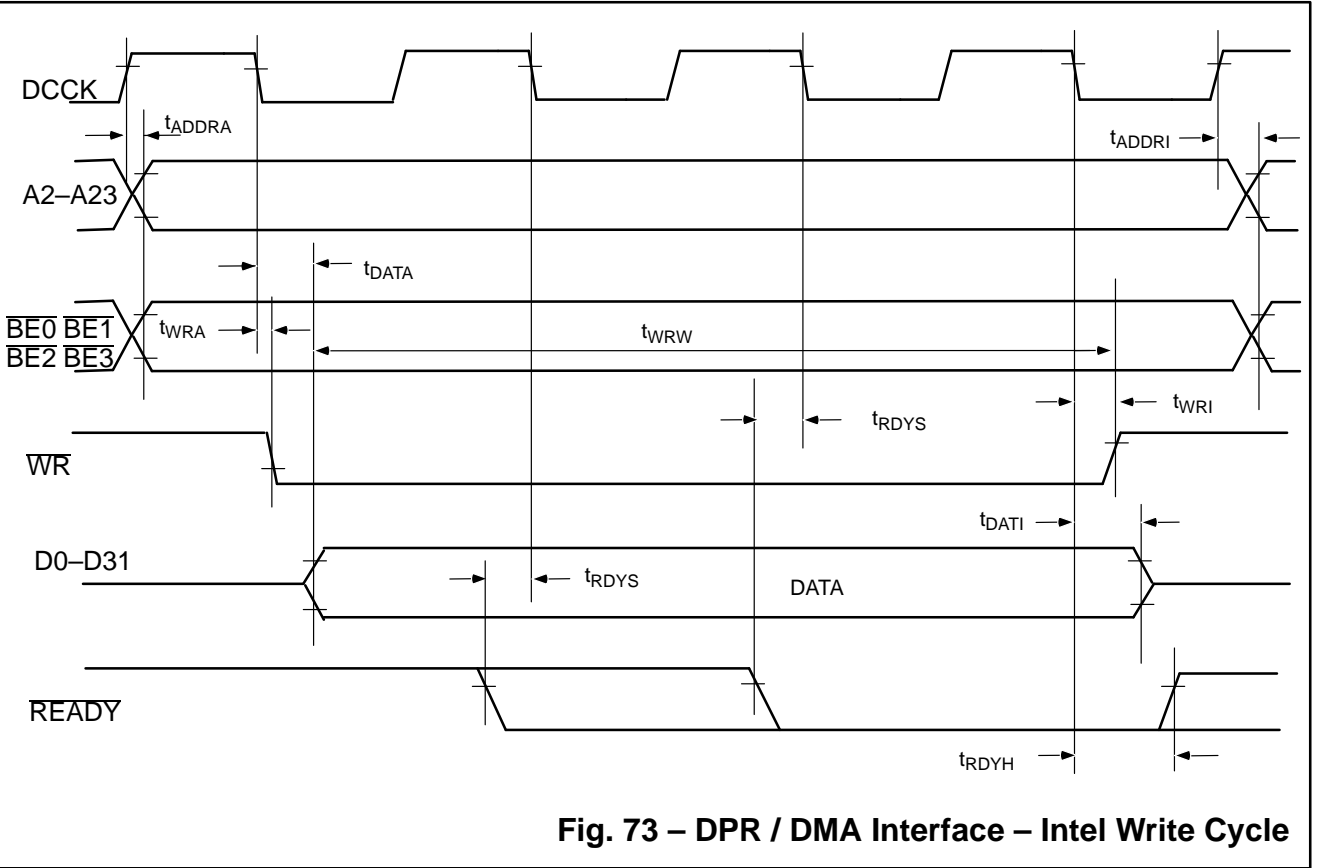 DCCK
tADDRA
tADDRI
A2–A23
tDATA
BE0 BE1
BE2 BE3
tWRA
tWRW
tWRI
tRDYS
WR
tDATI
D0–D31
tRDYS
DATA
READY
tRDYH
Fig. 73 – DPR / DMA Interface – Intel Write Cycle